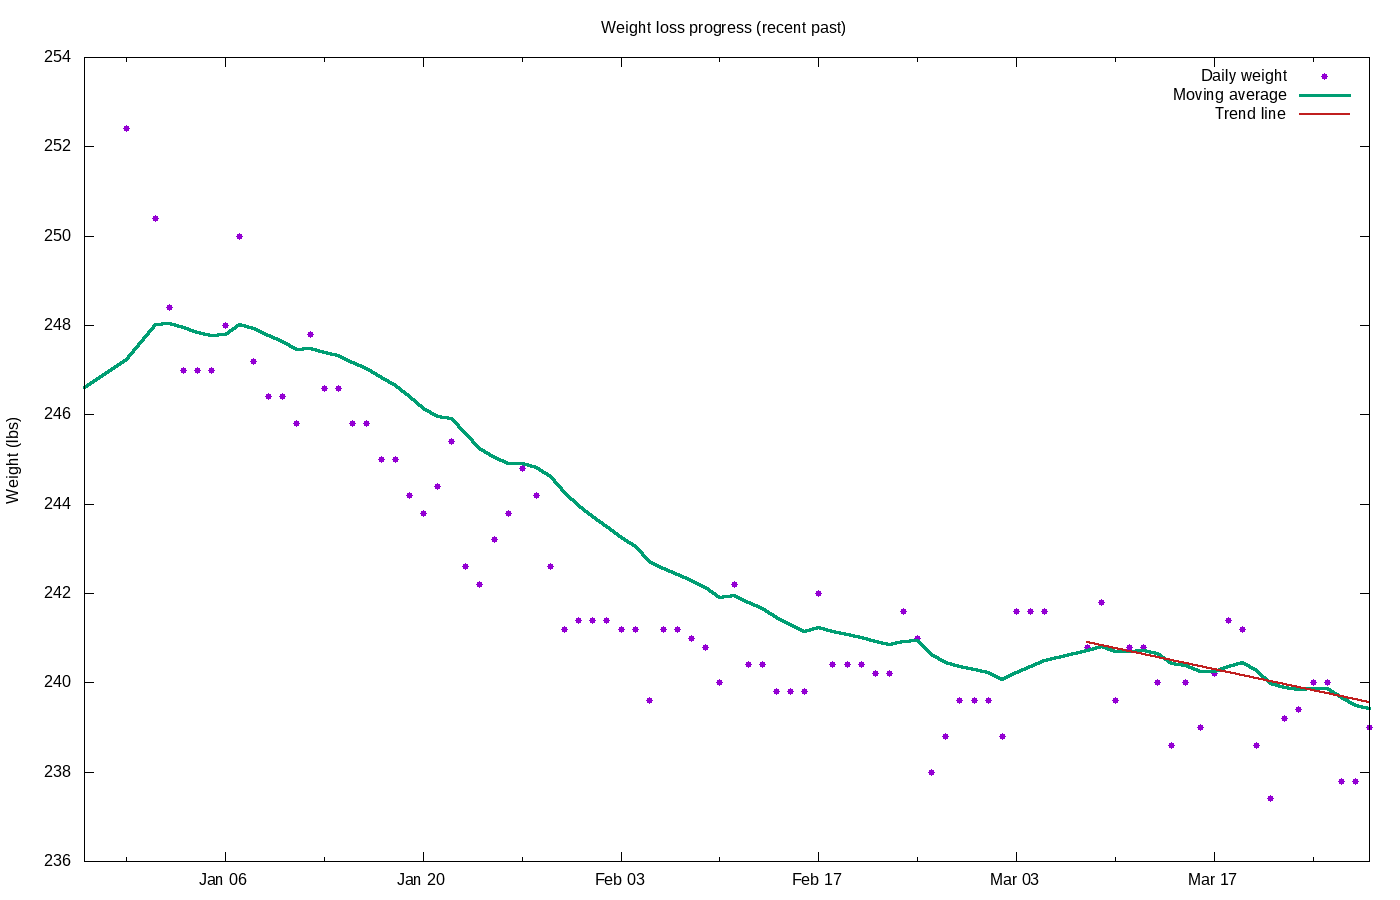 Weight loss progress (recent past)
Daily weight
Moving average
Trend line
254
252
250
248
246
244
242
240
238
236
Weight (lbs)
Jan 06 Jan 20 Feb 03 Feb 17 Mar 03 Mar 17